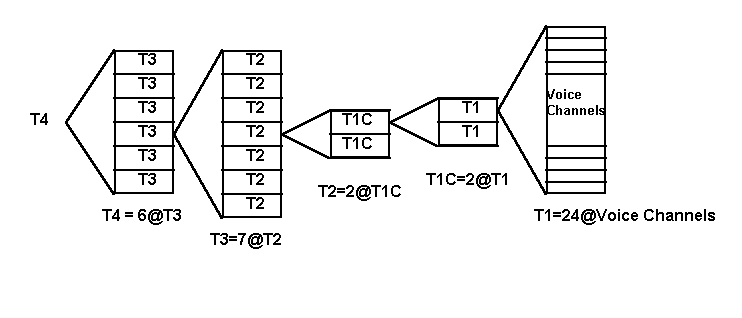 T4
T3
T3
T3
T3
T3
T3
T4 = 6@T3
T2
T2
T2
T2
T2
T2
T2
T3=7@T2
T1C
T1C
T2=2@T1C
T1
T1
T1C=2@T1
Voice
Channels
T1=24@Voice Channels